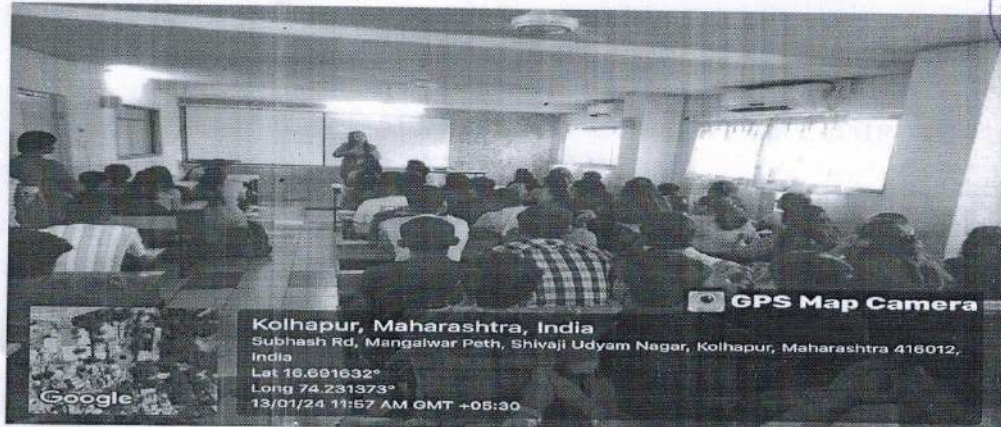 GPS Map Camera
Kolhapur, Maharashtra, India
Subhash Rd, Mangalwar Peth, Shivaji Udyam Nagar, Kolhapur, Maharashtra 416012,
India
Lat 16.691632°
Long 74.231373°
13/01/24 11:57 AM GMT +05:30
Google